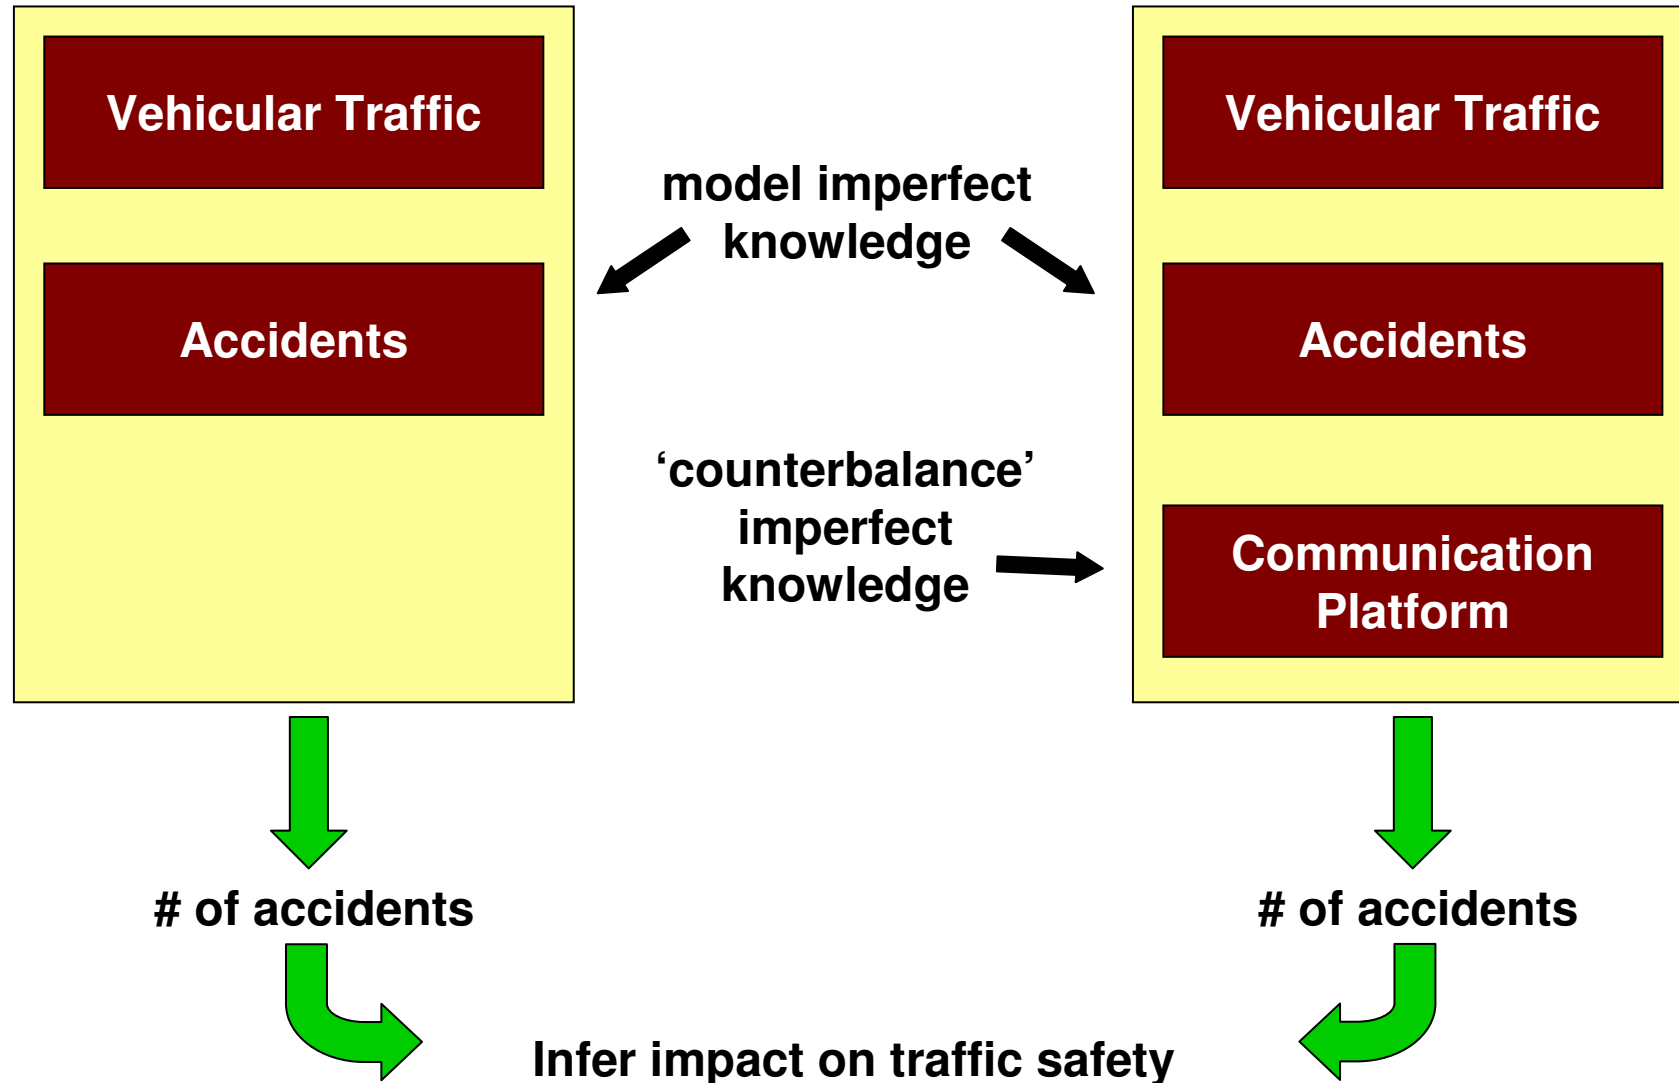 Vehicular Traffic
Accidents
model imperfect
knowledge
‘counterbalance’
imperfect
knowledge
Vehicular Traffic
Accidents
Communication
Platform
# of accidents
# of accidents
Infer impact on traffic safety